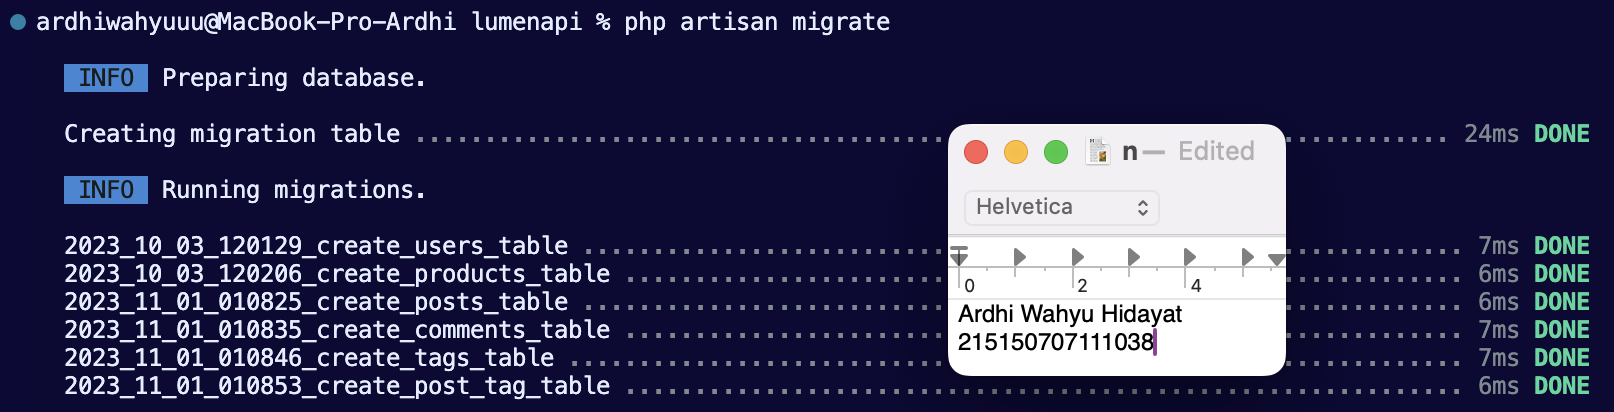 ardhiwahyuuu@MacBook-Pro-Ardhi lumenapi % php artisan migrate
INFO Preparing database.
Creating migration table ........................................................................ 24ms DONE
n — Edited
INFO Running migrations.
Helvetica
2023_10_03_120129_create_users_table ............................................................. 7ms DONE
2023_10_03_120206_create_products_table .......................................................... 6ms DONE
0 2 4
2023_11_01_010825_create_posts_table ............................................................. 6ms DONE
Ardhi Wahyu Hidayat
2023_11_01_010835_create_comments_table .......................................................... 7ms DONE
215150707111038
2023_11_01_010846_create_tags_table .............................................................. 7ms DONE
2023_11_01_010853_create_post_tag_table .......................................................... 6ms DONE